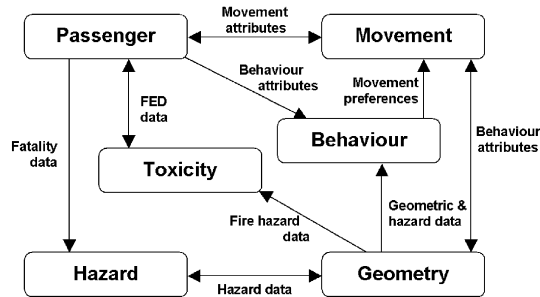 Passenger
Movement
attributes
Movement
Behaviour
attributes
Movement
preferences
FED
data
Fatality
data
Behaviour
Behaviour
attributes
Toxicity
Geometric &
hazard data
Fire hazard
data
Hazard
Hazard data
Geometry